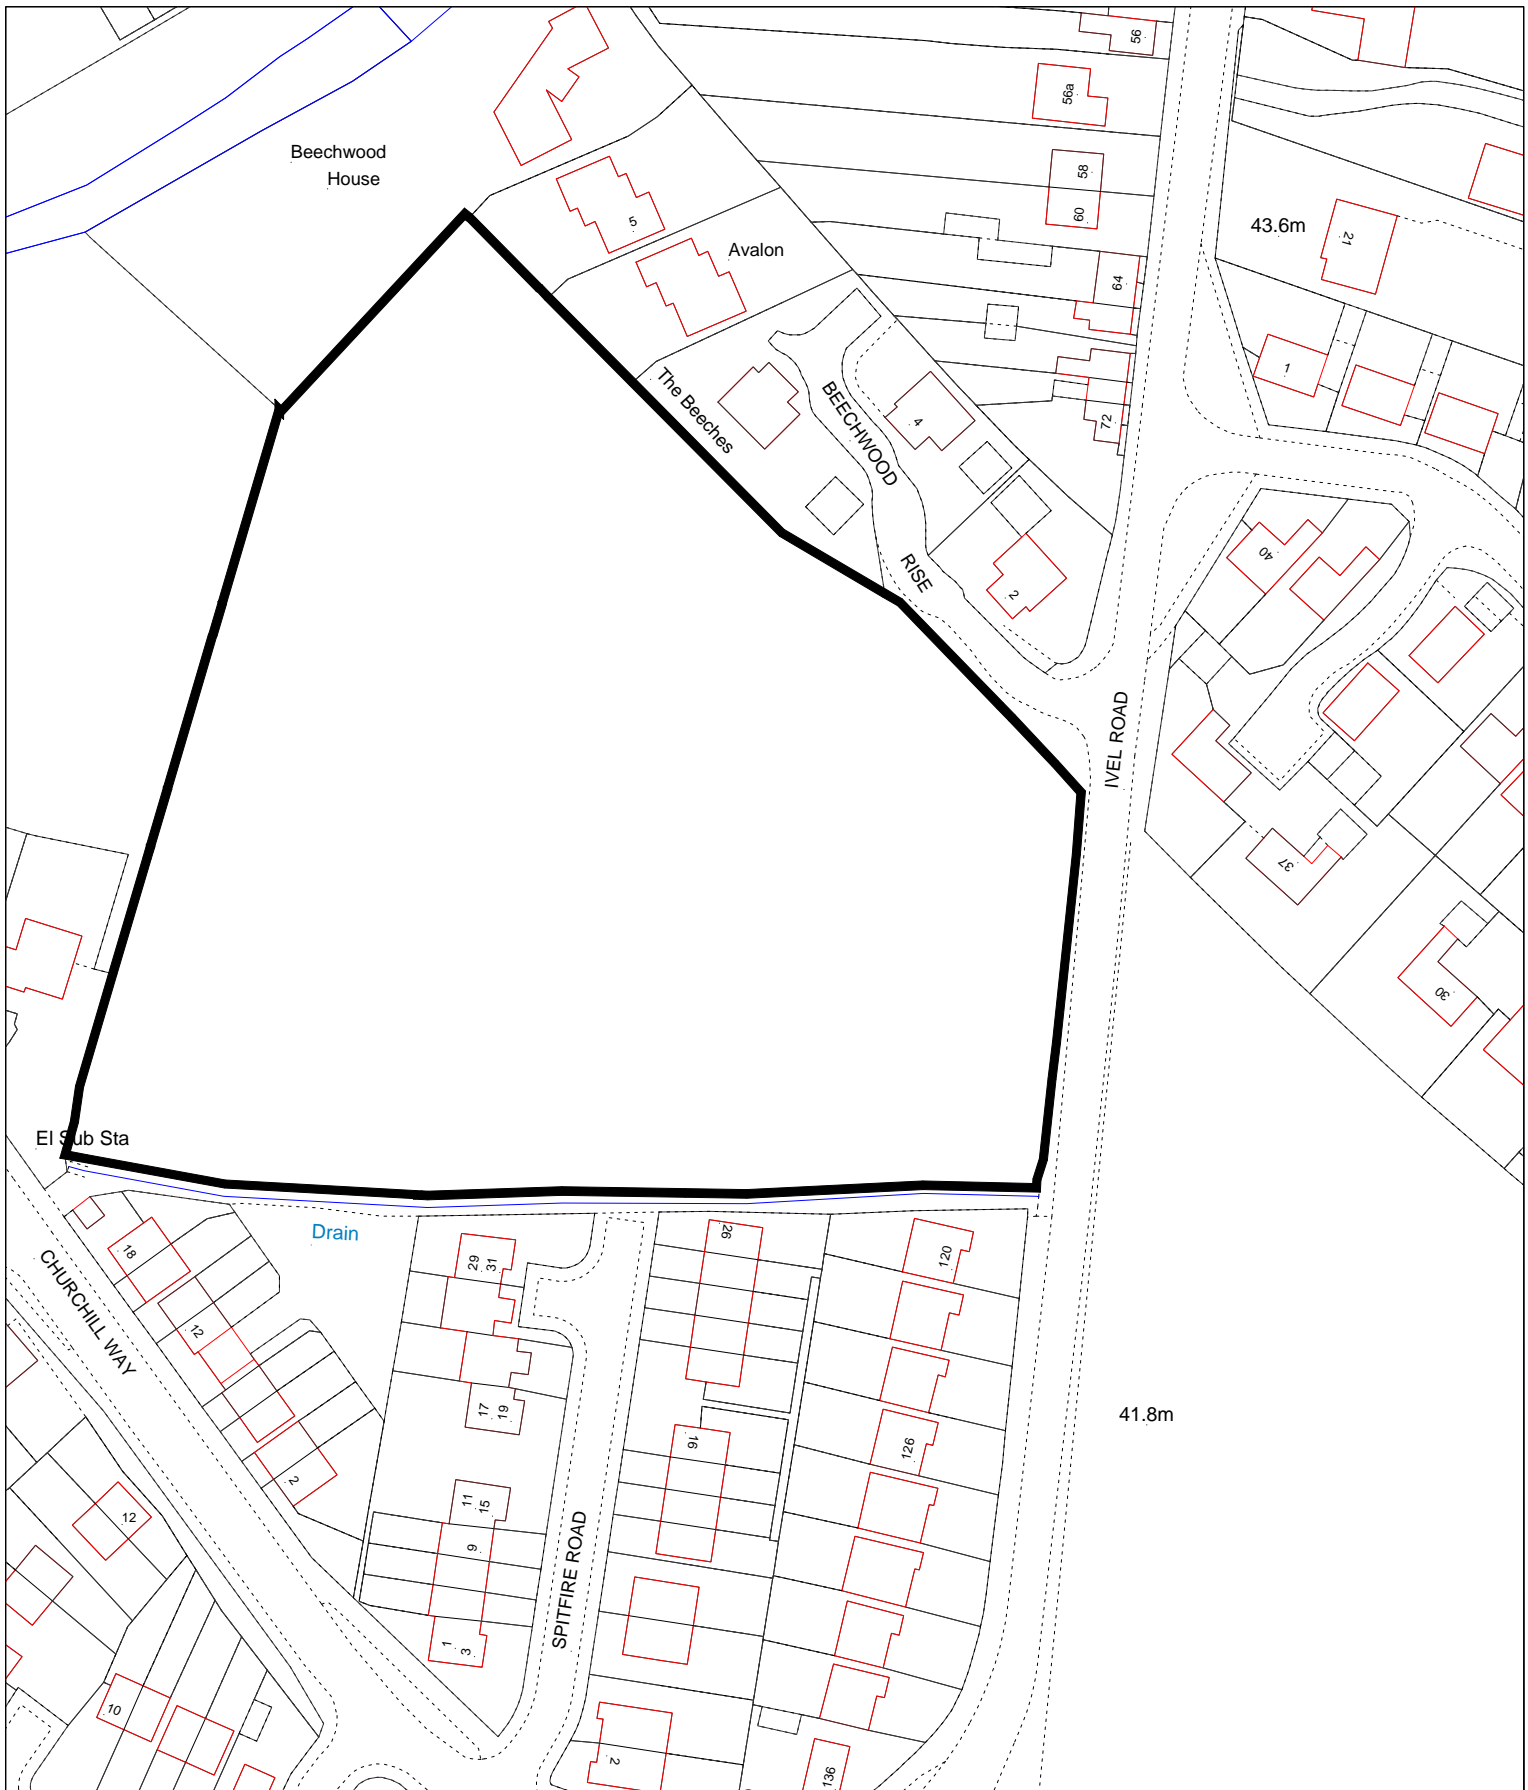 56
56a
Beechwood
House
58
60
5
43.6m
21
Avalon
64
1
The Beeches
BEECHWOOD
4
72
40
RISE
2
IVEL ROAD
37
30
El Sub Sta
Drain
18
29
31
26
120
CHURCHILL WAY
12
17
19
16
126
41.8m
2
11
15
12
9
SPITFIRE ROAD
1
3
10
2
136